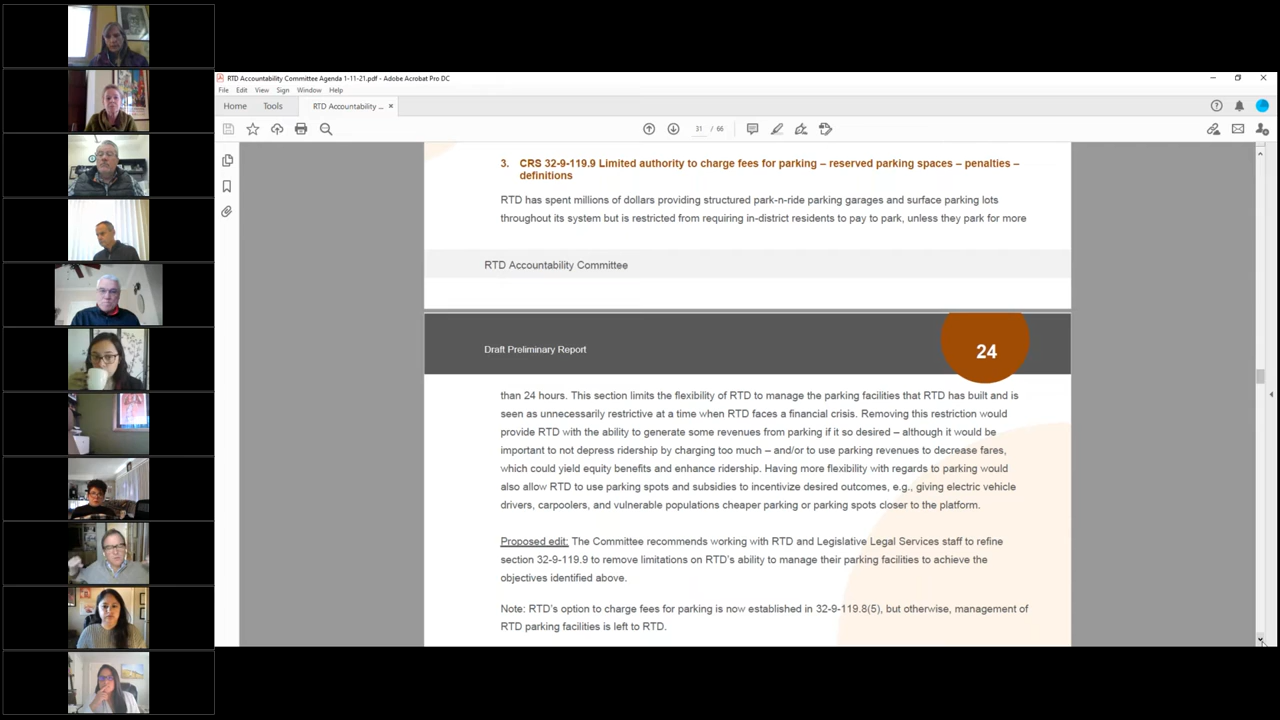 RTD Accountability Committee Agenda 1-11-21.pdf - Adobe Acrobat Pro DC
File Edit View Sign Window Help
Home Tools RTD Accountability ... ×
31 / 66
3. CRS 32-9-119.9 Limited authority to charge fees for parking – reserved parking spaces – penalties –
definitions
RTD has spent millions of dollars providing structured park-n-ride parking garages and surface parking lots
throughout its system but is restricted from requiring in-district residents to pay to park, unless they park for more
RTD Accountability Committee
Draft Preliminary Report
24
than 24 hours. This section limits the flexibility of RTD to manage the parking facilities that RTD has built and is
seen as unnecessarily restrictive at a time when RTD faces a financial crisis. Removing this restriction would
provide RTD with the ability to generate some revenues from parking if it so desired – although it would be
important to not depress ridership by charging too much – and/or to use parking revenues to decrease fares,
which could yield equity benefits and enhance ridership. Having more flexibility with regards to parking would
also allow RTD to use parking spots and subsidies to incentivize desired outcomes, e.g., giving electric vehicle
drivers, carpoolers, and vulnerable populations cheaper parking or parking spots closer to the platform.
Proposed edit: The Committee recommends working with RTD and Legislative Legal Services staff to refine
section 32-9-119.9 to remove limitations on RTD's ability to manage their parking facilities to achieve the
objectives identified above.
Note: RTD's option to charge fees for parking is now established in 32-9-119.8(5), but otherwise, management of
RTD parking facilities is left to RTD.